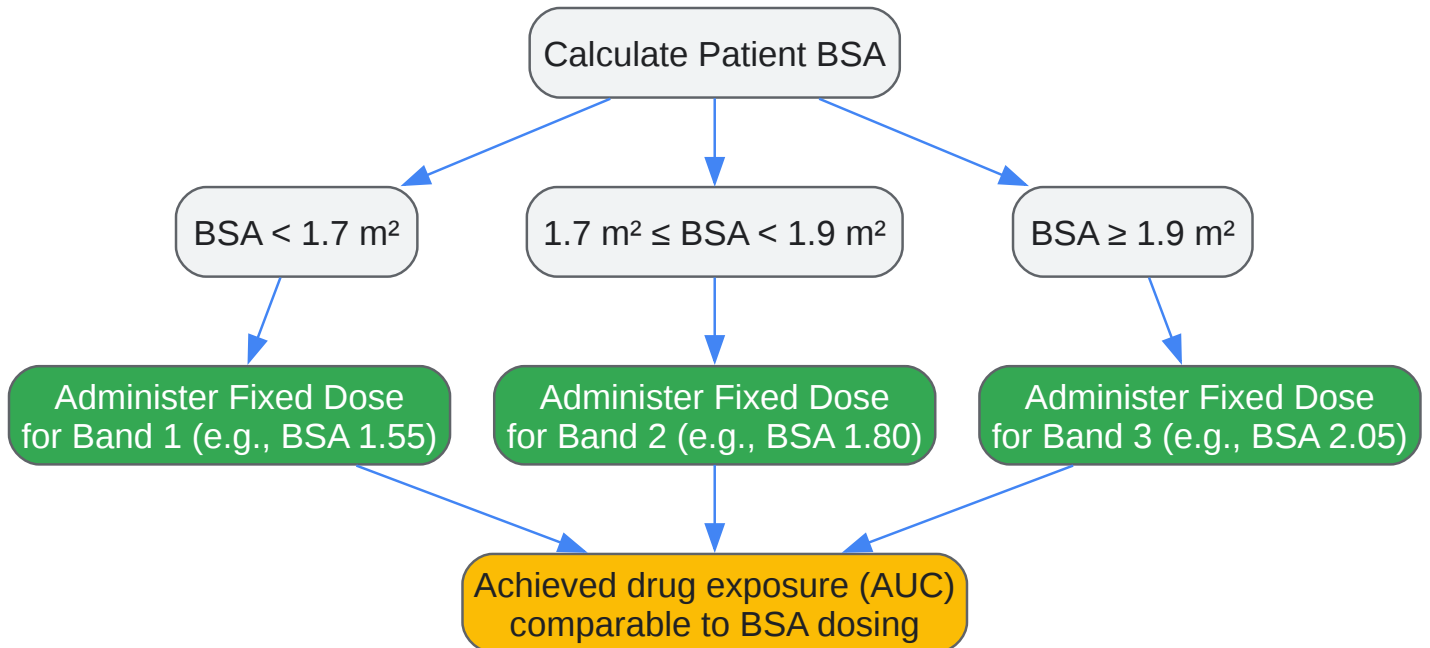 Calculate Patient BSA
BSA < 1.7 m²
1.7 m² ≤ BSA < 1.9 m²
BSA ≥ 1.9 m²
Administer Fixed Dose
for Band 1 (e.g., BSA 1.55)
Administer Fixed Dose
for Band 2 (e.g., BSA 1.80)
Administer Fixed Dose
for Band 3 (e.g., BSA 2.05)
Achieved drug exposure (AUC)
comparable to BSA dosing